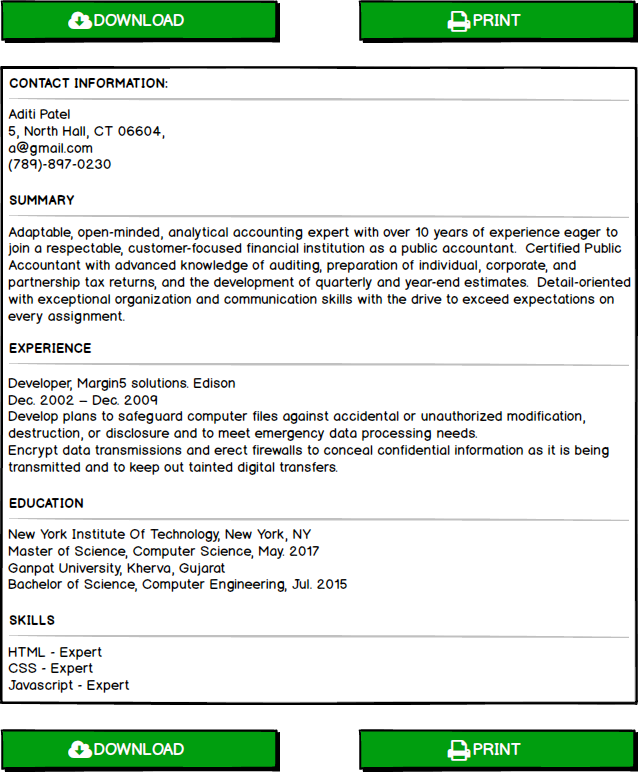 DOWNLOAD PRINT
CONTACT INFORMATION:
Aditi Patel
5, North Hall, CT 06604,
a@gmail.com
(789)-897-0230
SUMMARY
Adaptable, open-minded, analytical accounting expert with over 10 years of experience eager to
join a respectable, customer-focused financial institution as a public accountant.  Certified Public
Accountant with advanced knowledge of auditing, preparation of individual, corporate, and
partnership tax returns, and the development of quarterly and year-end estimates.  Detail-oriented
with exceptional organization and communication skills with the drive to exceed expectations on
every assignment.
EXPERIENCE
Developer, Margin5 solutions. Edison
Dec. 2002 – Dec. 2009
Develop plans to safeguard computer files against accidental or unauthorized modification,
destruction, or disclosure and to meet emergency data processing needs.
Encrypt data transmissions and erect firewalls to conceal confidential information as it is being
transmitted and to keep out tainted digital transfers.
EDUCATION
New York Institute Of Technology, New York, NY
Master of Science, Computer Science, May. 2017
Ganpat University, Kherva, Gujarat
Bachelor of Science, Computer Engineering, Jul. 2015
SKILLS
HTML - Expert
CSS - Expert
Javascript - Expert
DOWNLOAD PRINT